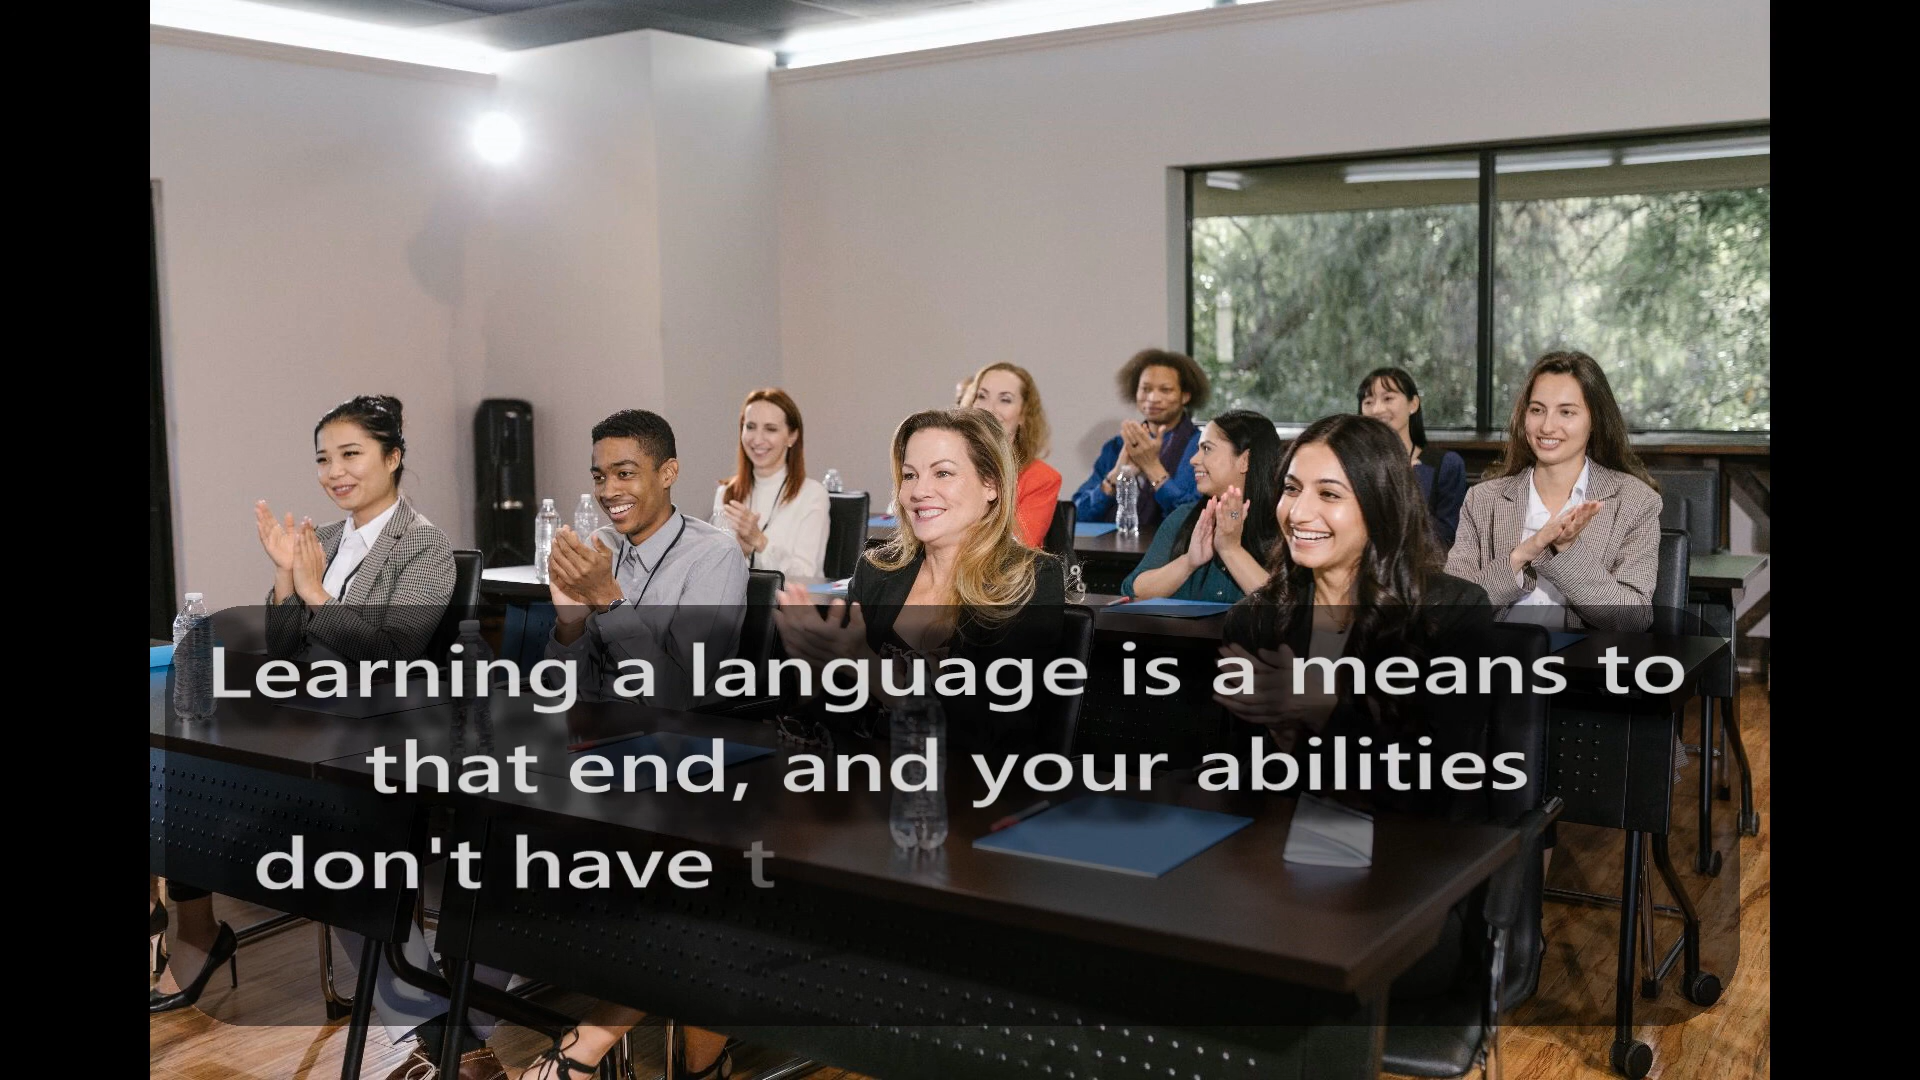 Learning a language is a means to
that end, and your abilities
don't have t